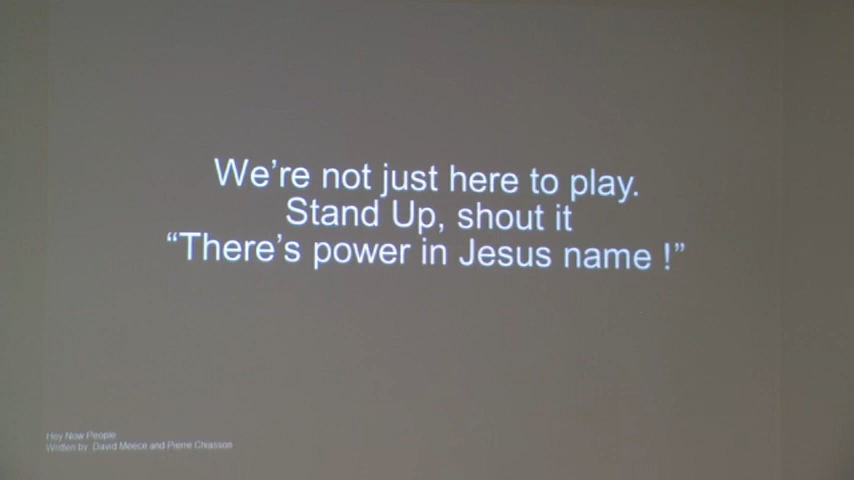 We’re not just here to play.
Stand Up, shout it
“There’s power in Jesus name !”
Hey Now People
Written by: David Meece and Pierre Chiasson